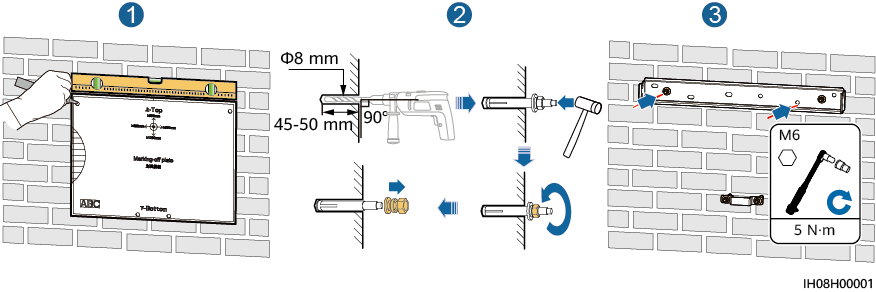 1
2
3
Φ8 mm
45-50 mm
90°
Top
Marking-off plate
ABC
Bottom
M6
5 N·m
IH08H00001